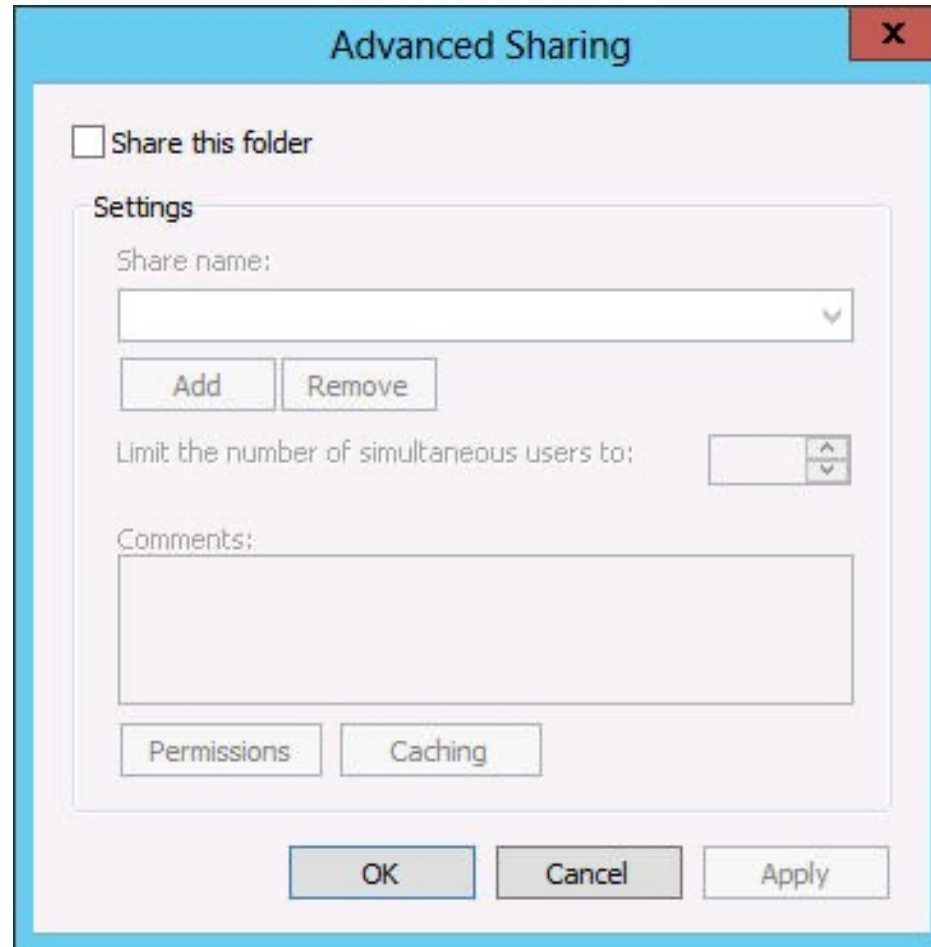 Advanced Sharing
x
Share this folder
Settings
Share name:
Add Remove
Limit the number of simultaneous users to:
Comments:
Permissions Caching
OK Cancel Apply